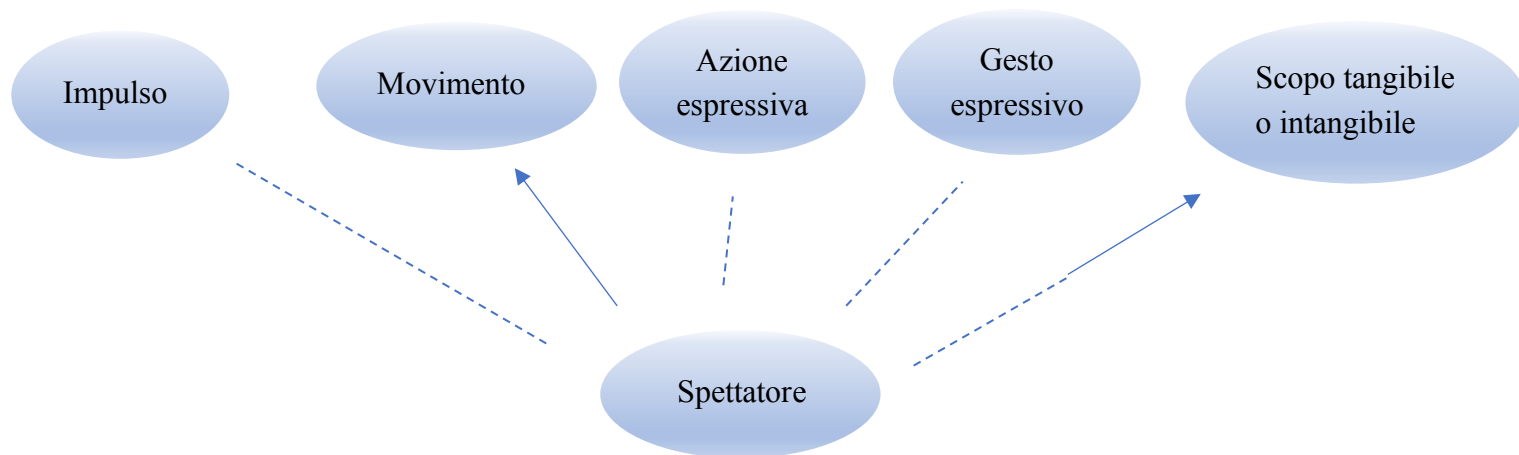 Impulso
Movimento
Azione
espressiva
Gesto
espressivo
Scopo tangibile
o intangibile
Spettatore